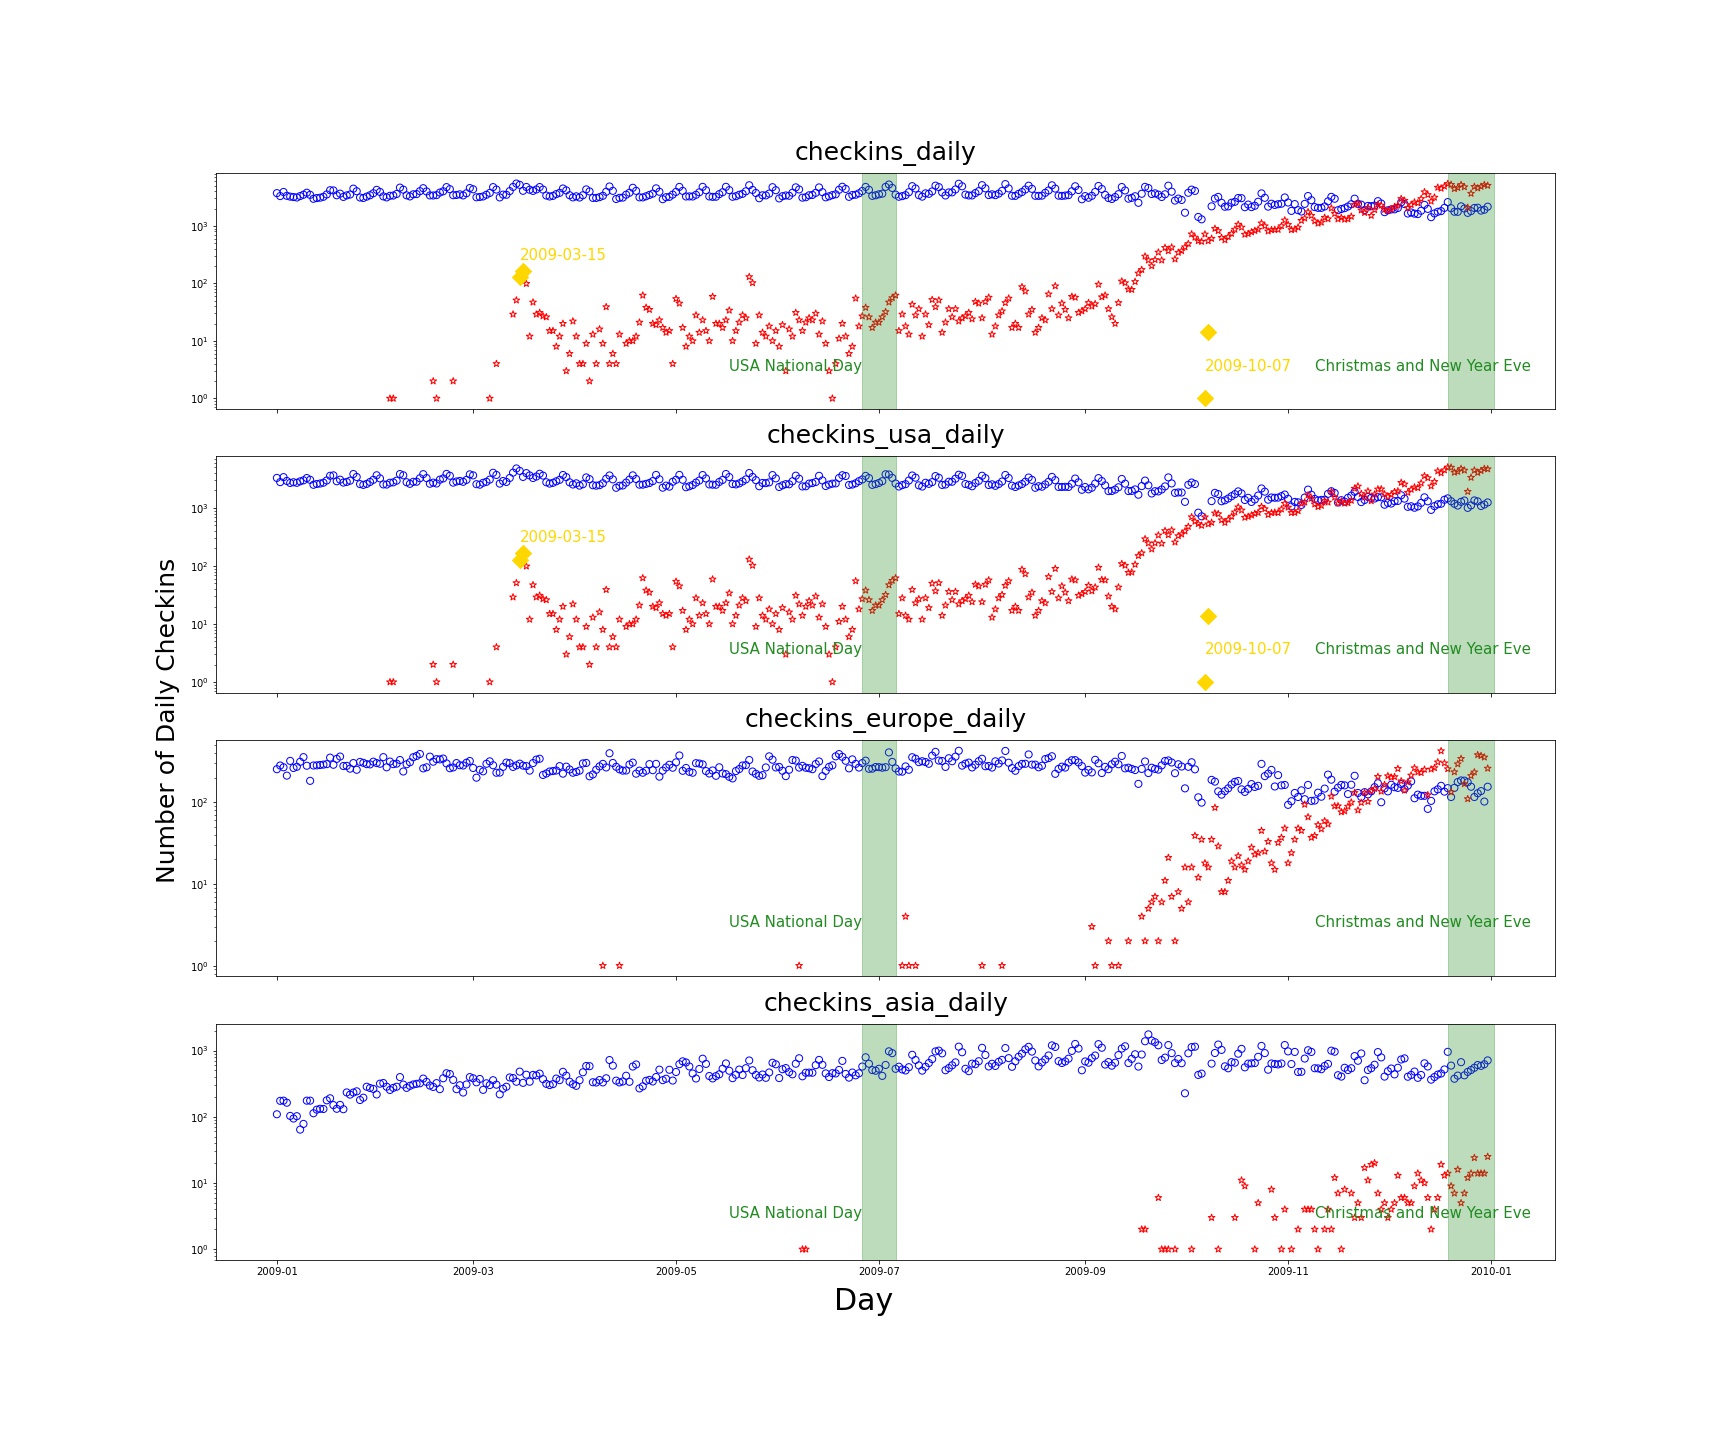 checkins_daily
10³
10²
10¹
10⁰
2009-03-15
USA National Day
2009-10-07
Christmas and New Year Eve
checkins_usa_daily
10³
10²
10¹
10⁰
2009-03-15
USA National Day
2009-10-07
Christmas and New Year Eve
Number of Daily Checkins
checkins_europe_daily
10²
10¹
10⁰
USA National Day
Christmas and New Year Eve
checkins_asia_daily
10³
10²
10¹
10⁰
USA National Day
Christmas and New Year Eve
2009-01 2009-03 2009-05 2009-07 2009-09 2009-11 2010-01
Day